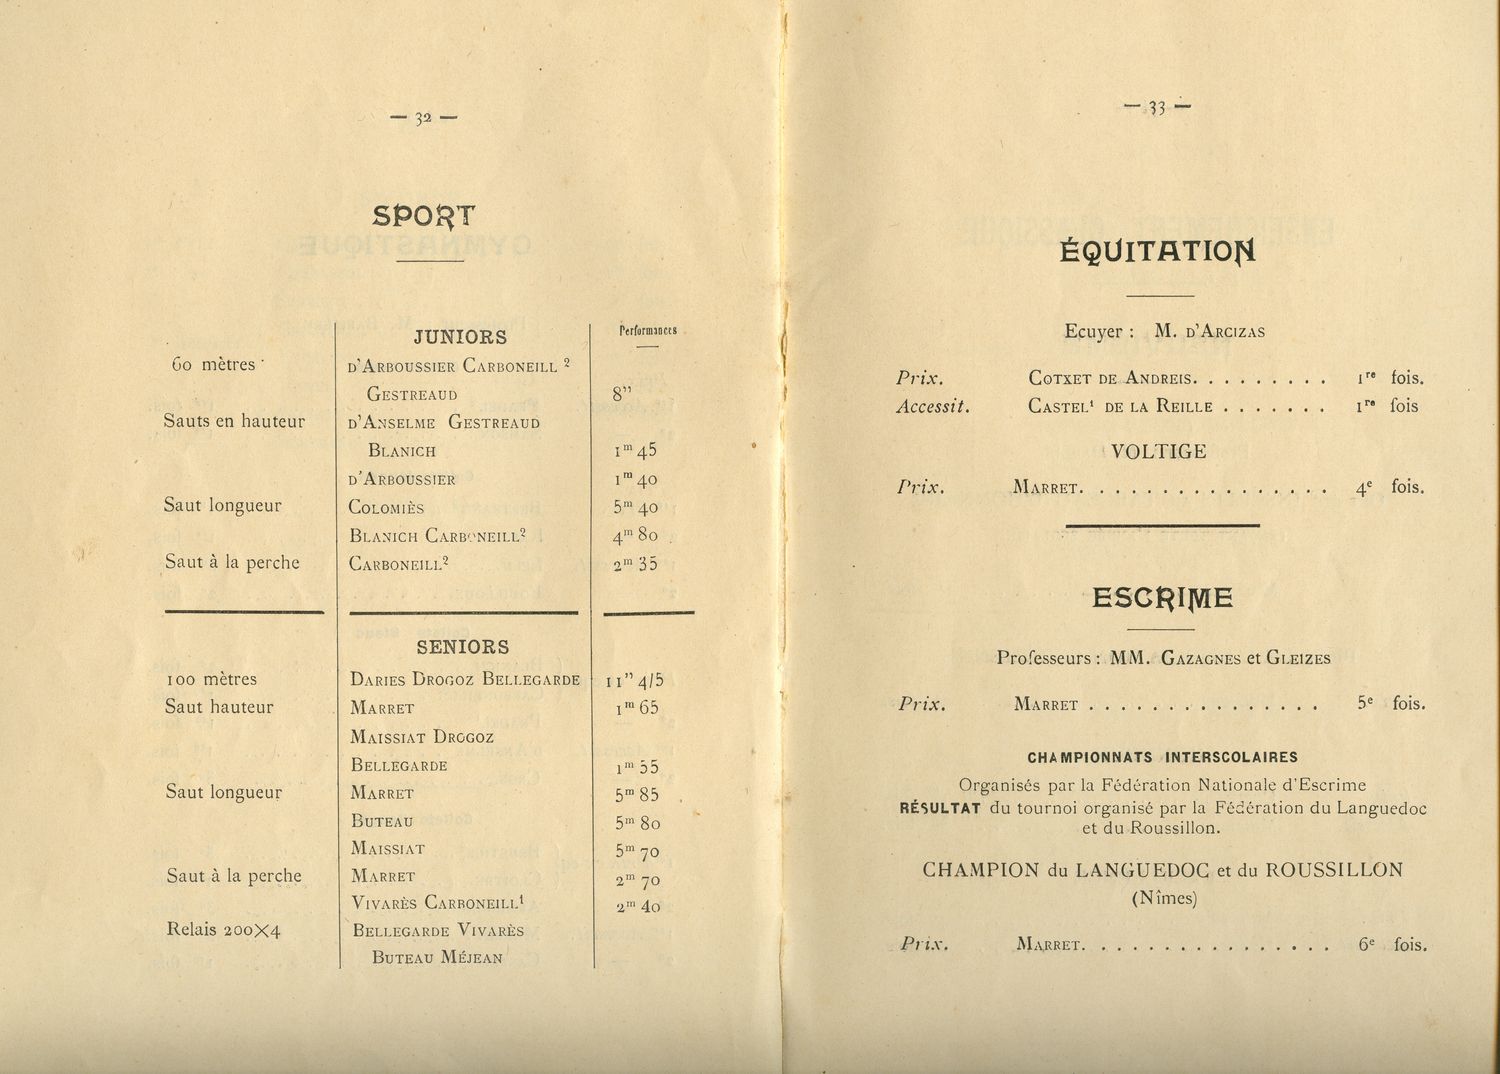 — 32 —
SPORT
JUNIORS Performances
60 mètres D'ARBOUSSIER CARBONEILL ²
GESTREAUD 8"
Sauts en hauteur D'ANSELME GESTREAUD
BLANICH 1ᵐ 45
D'ARBOUSSIER 1ᵐ 40
Saut longueur COLOMIÈS 5ᵐ 40
BLANICH CARBONEILL² 4ᵐ 80
Saut à la perche CARBONEILL² 2ᵐ 35
SENIORS
100 mètres DARIES DROGOZ BELLEGARDE 11" 4/5
Saut hauteur MARRET 1ᵐ 65
MAISSIAT DROGOZ
BELLEGARDE 1ᵐ 55
Saut longueur MARRET 5ᵐ 85
BUTEAU 5ᵐ 80
MAISSIAT 5ᵐ 70
Saut à la perche MARRET 2ᵐ 70
VIVARÈS CARBONEILL¹ 2ᵐ 40
Relais 200×4 BELLEGARDE VIVARÈS
BUTEAU MÉJEAN
— 33 —
ÉQUITATION
Ecuyer : M. D'ARCIZAS
Prix. COTXET DE ANDREIS. . . . . . . . . 1ʳᵉ fois.
Accessit. CASTEL¹ DE LA REILLE . . . . . . . 1ʳᵉ fois
VOLTIGE
Prix. MARRET. . . . . . . . . . . . . . . . 4ᵉ fois.
ESCRIME
Professeurs : MM. GAZAGNES et GLEIZES
Prix. MARRET . . . . . . . . . . . . . . . 5ᵉ fois.
CHAMPIONNATS INTERSCOLAIRES
Organisés par la Fédération Nationale d'Escrime
RÉSULTAT du tournoi organisé par la Fédération du Languedoc
et du Roussillon.
CHAMPION du LANGUEDOC et du ROUSSILLON
(Nîmes)
Prix. MARRET. . . . . . . . . . . . . . . . 6ᵉ fois.